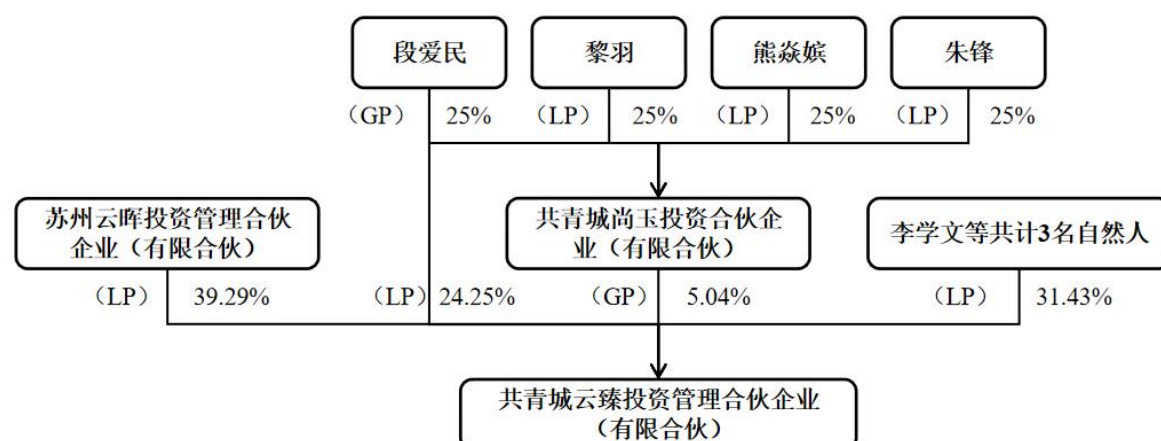 段爱民
黎羽
熊焱嫔
朱锋
（GP） 25%
（LP） 25%
（LP） 25%
（LP） 25%
苏州云晖投资管理合伙
企业（有限合伙）
共青城尚玉投资合伙企
业（有限合伙）
李学文等共计3名自然人
（LP） 39.29%
（LP） 24.25%
（GP） 5.04%
（LP） 31.43%
共青城云臻投资管理合伙企业
（有限合伙）